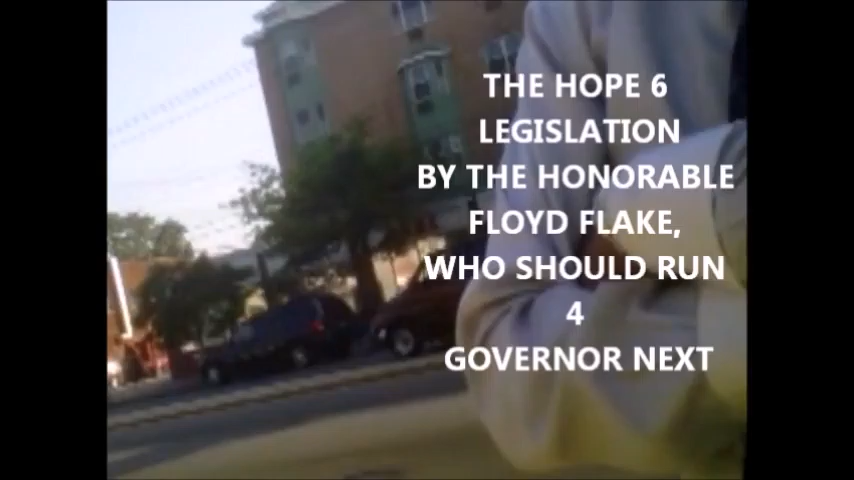 THE HOPE 6
LEGISLATION
BY THE HONORABLE
FLOYD FLAKE,
WHO SHOULD RUN
4
GOVERNOR NEXT